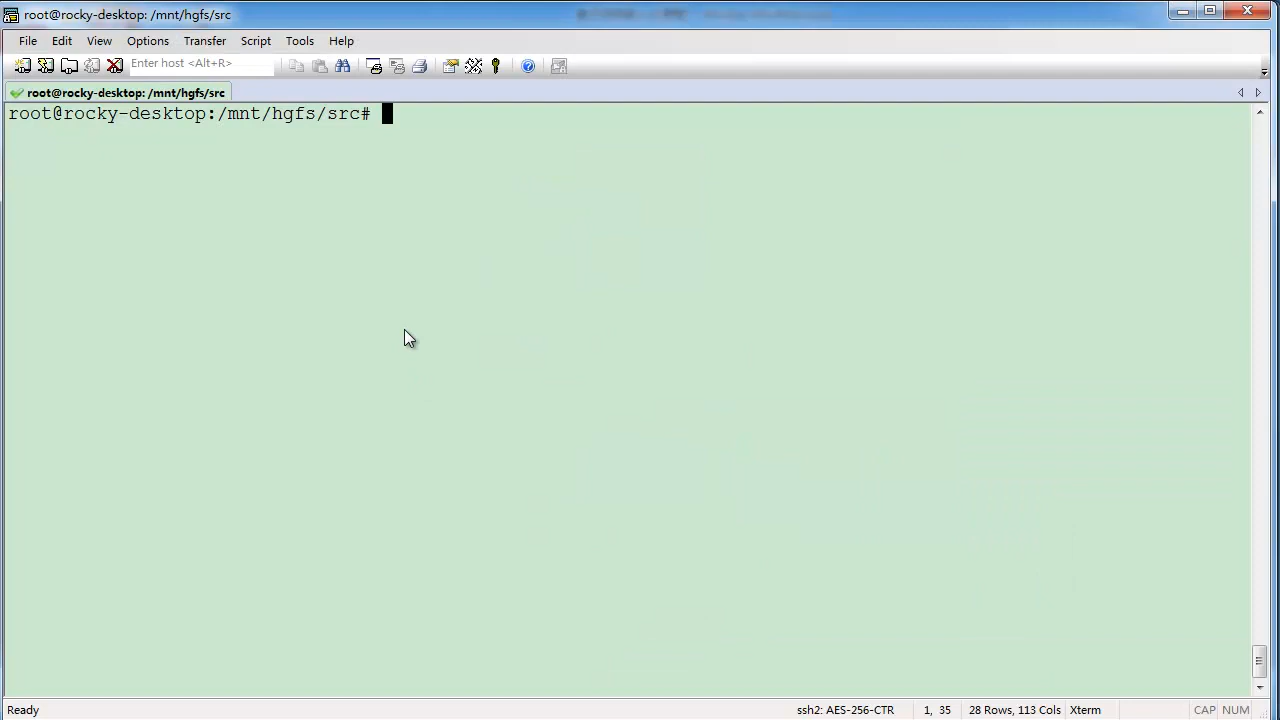 root@rocky-desktop: /mnt/hgfs/src
File Edit View Options Transfer Script Tools Help
Enter host <Alt+R>
root@rocky-desktop: /mnt/hgfs/src
root@rocky-desktop:/mnt/hgfs/src#
Ready ssh2: AES-256-CTR 1, 35 28 Rows, 113 Cols Xterm CAP NUM